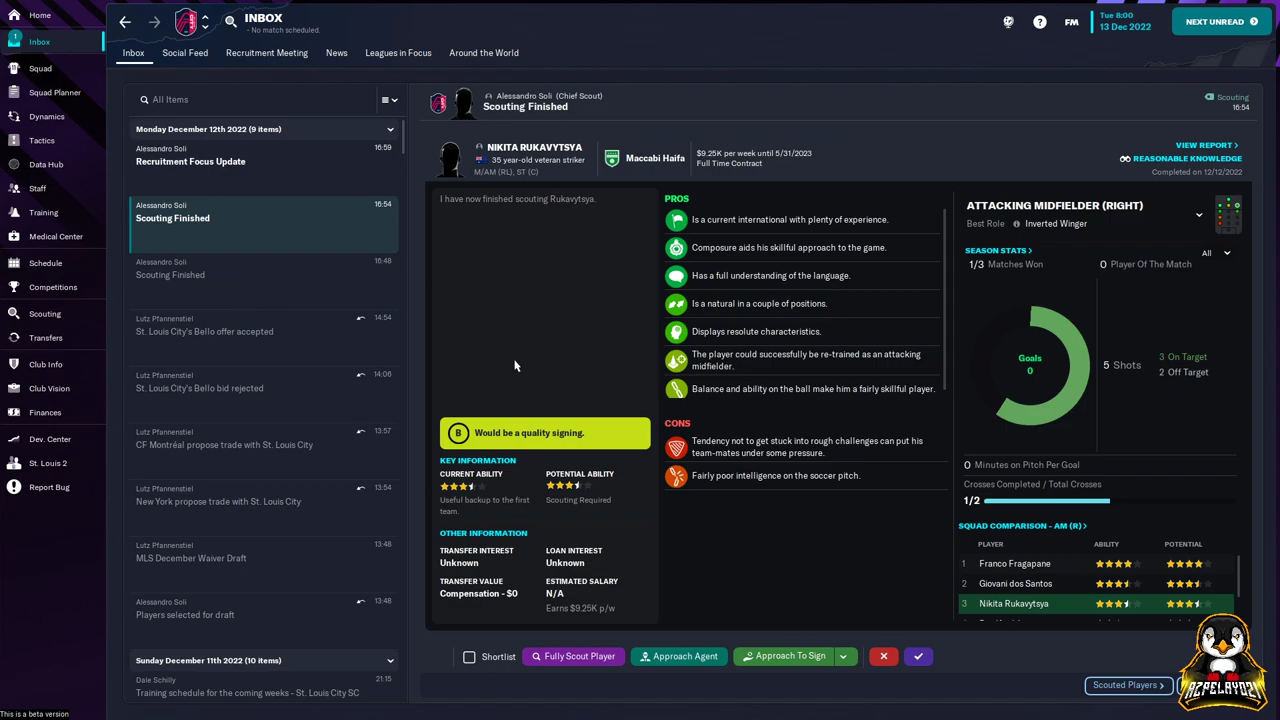 Home
Inbox
1
Squad
Squad Planner
Dynamics
Tactics
Data Hub
Staff
Training
Medical Center
Schedule
Competitions
Scouting
Transfers
Club Info
Club Vision
Finances
Dev. Center
St. Louis 2
Report Bug
This is a beta version
INBOX
- No match scheduled.
FM
Tue 8:00
13 Dec 2022
NEXT UNREAD
Inbox
Social Feed
Recruitment Meeting
News
Leagues in Focus
Around the World
All Items
Monday December 12th 2022 (9 items)
Alessandro Soli 16:59
Recruitment Focus Update
Alessandro Soli 16:54
Scouting Finished
Alessandro Soli 16:48
Scouting Finished
Lutz Pfannenstiel 14:54
St. Louis City's Bello offer accepted
Lutz Pfannenstiel 14:06
St. Louis City's Bello bid rejected
Lutz Pfannenstiel 13:57
CF Montréal propose trade with St. Louis City
Lutz Pfannenstiel 13:54
New York propose trade with St. Louis City
Lutz Pfannenstiel 13:48
MLS December Waiver Draft
Alessandro Soli 13:48
Players selected for draft
Sunday December 11th 2022 (10 items)
Dale Schilly 21:15
Training schedule for the coming weeks - St. Louis City SC
Alessandro Soli (Chief Scout)
Scouting Finished
Scouting
16:54
NIKITA RUKAVYTSYA
35 year-old veteran striker
M/AM (RL), ST (C)
Maccabi Haifa
$9.25K per week until 5/31/2023
Full Time Contract
VIEW REPORT >
REASONABLE KNOWLEDGE
Completed on 12/12/2022
I have now finished scouting Rukavytsya.
B Would be a quality signing.
KEY INFORMATION
CURRENT ABILITY
POTENTIAL ABILITY
Useful backup to the first
team.
Scouting Required
OTHER INFORMATION
TRANSFER INTEREST
Unknown
LOAN INTEREST
Unknown
TRANSFER VALUE
Compensation - $0
ESTIMATED SALARY
N/A
Earns $9.25K p/w
PROS
Is a current international with plenty of experience.
Composure aids his skillful approach to the game.
Has a full understanding of the language.
Is a natural in a couple of positions.
Displays resolute characteristics.
The player could successfully be re-trained as an attacking
midfielder.
Balance and ability on the ball make him a fairly skillful player.
CONS
Tendency not to get stuck into rough challenges can put his
team-mates under some pressure.
Fairly poor intelligence on the soccer pitch.
ATTACKING MIDFIELDER (RIGHT)
Best Role Inverted Winger
SEASON STATS >
All
1/3 Matches Won
0 Player Of The Match
Goals
0
5 Shots
3 On Target
2 Off Target
0 Minutes on Pitch Per Goal
Crosses Completed / Total Crosses
1/2
SQUAD COMPARISON - AM (R) >
PLAYER ABILITY POTENTIAL
1 Franco Fragapane
2 Giovani dos Santos
3 Nikita Rukavytsya
Shortlist
Fully Scout Player
Approach Agent
Approach To Sign
Scouted Players >
AZPELAYO21